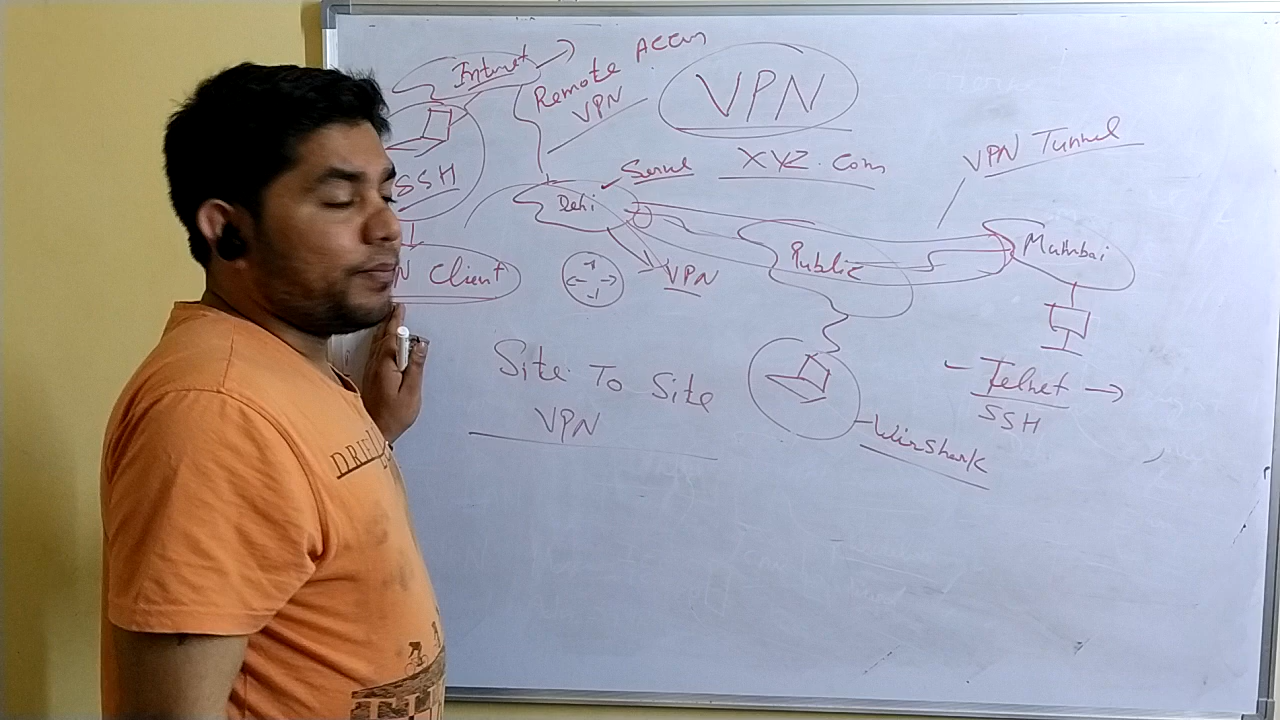 Internet
Remote Access
VPN
VPN
XYZ.Com
VPN Tunnel
SSH
Server
Delhi
Public
Mumbai
N Client
VPN
Site To Site
VPN
Telnet
SSH
Wirshark